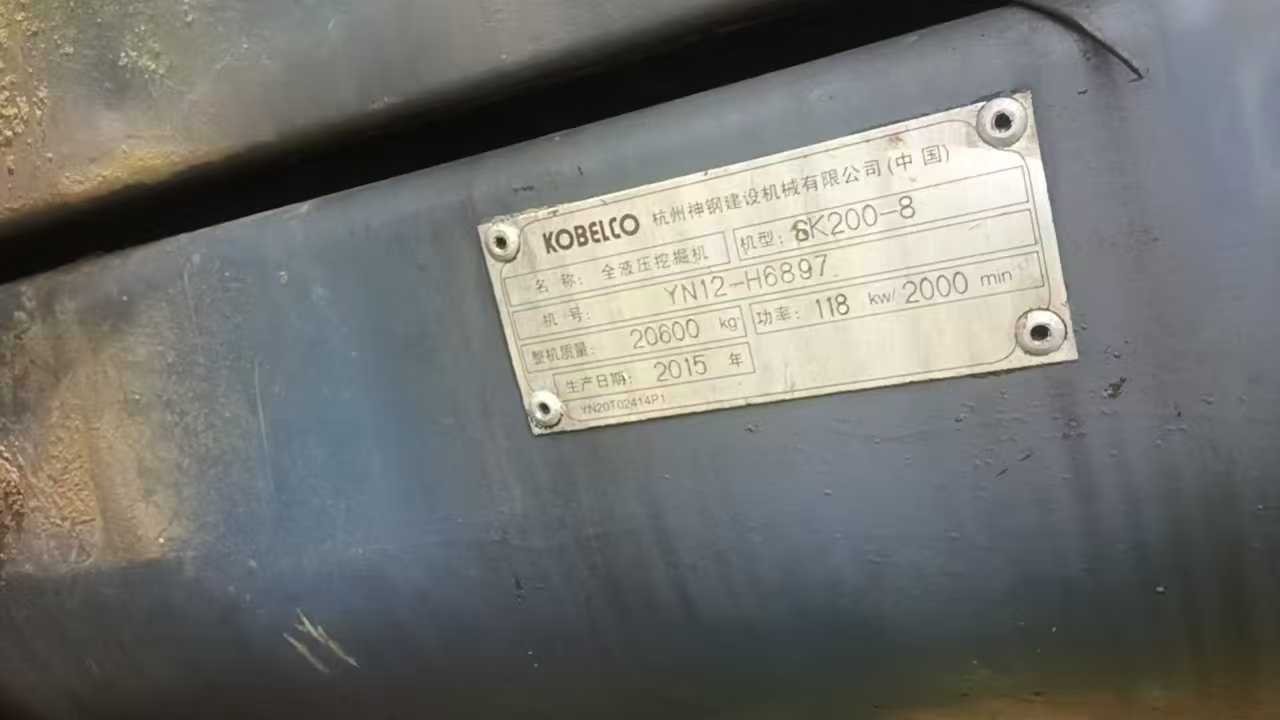 KOBELCO 杭州神钢建设机械有限公司(中国)
名 称: 全液压挖掘机 机型: SK200-8
机 号: YN12-H6897
整机质量: 20600 kg 功率: 118 kw/ 2000 min
生产日期: 2015 年
YN20T02414P1